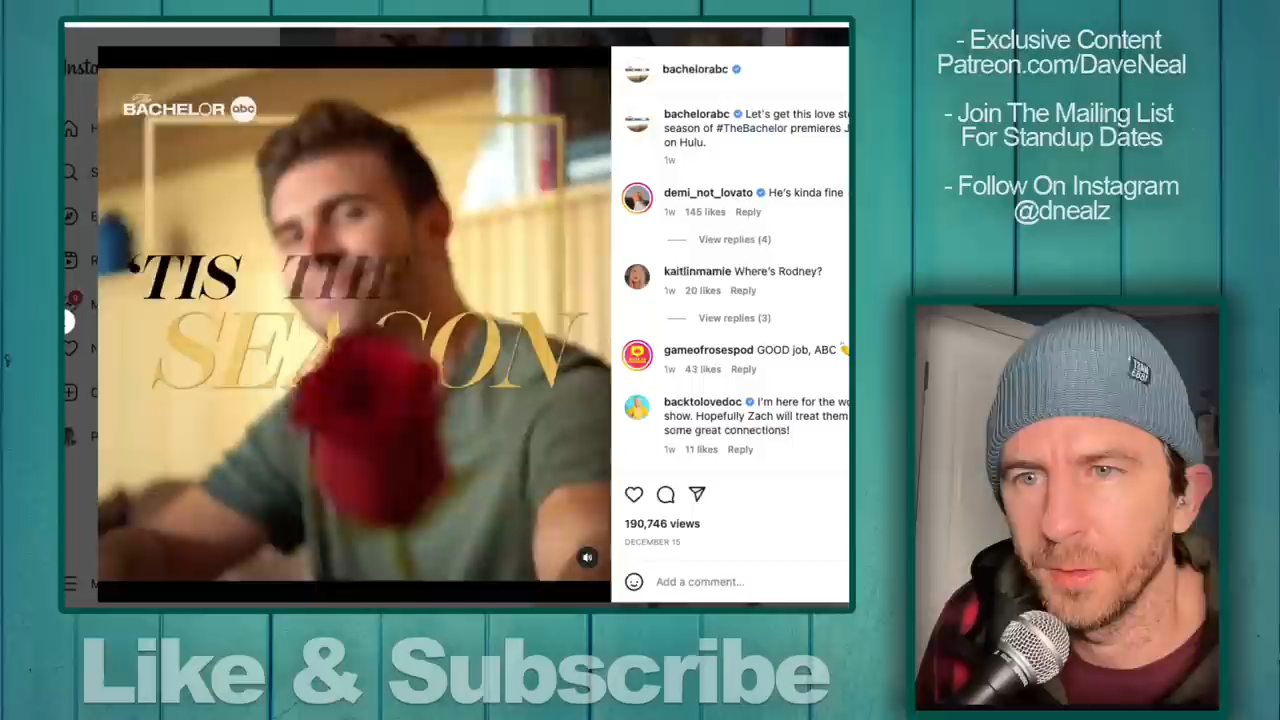 - Exclusive Content
Patreon.com/DaveNeal
- Join The Mailing List
For Standup Dates
- Follow On Instagram
@dnealz
The
BACHELOR abc
'TIS THE
SEASON
bachelorabc
bachelorabc Let's get this love st
season of #TheBachelor premieres J
on Hulu.
1w
demi_not_lovato He's kinda fine
1w 145 likes Reply
View replies (4)
kaitlinmamie Where's Rodney?
1w 20 likes Reply
View replies (3)
gameofrosespod GOOD job, ABC
1w 43 likes Reply
backtolovedoc I'm here for the wo
show. Hopefully Zach will treat them
some great connections!
1w 11 likes Reply
190,746 views
DECEMBER 15
Add a comment...
Like & Subscribe